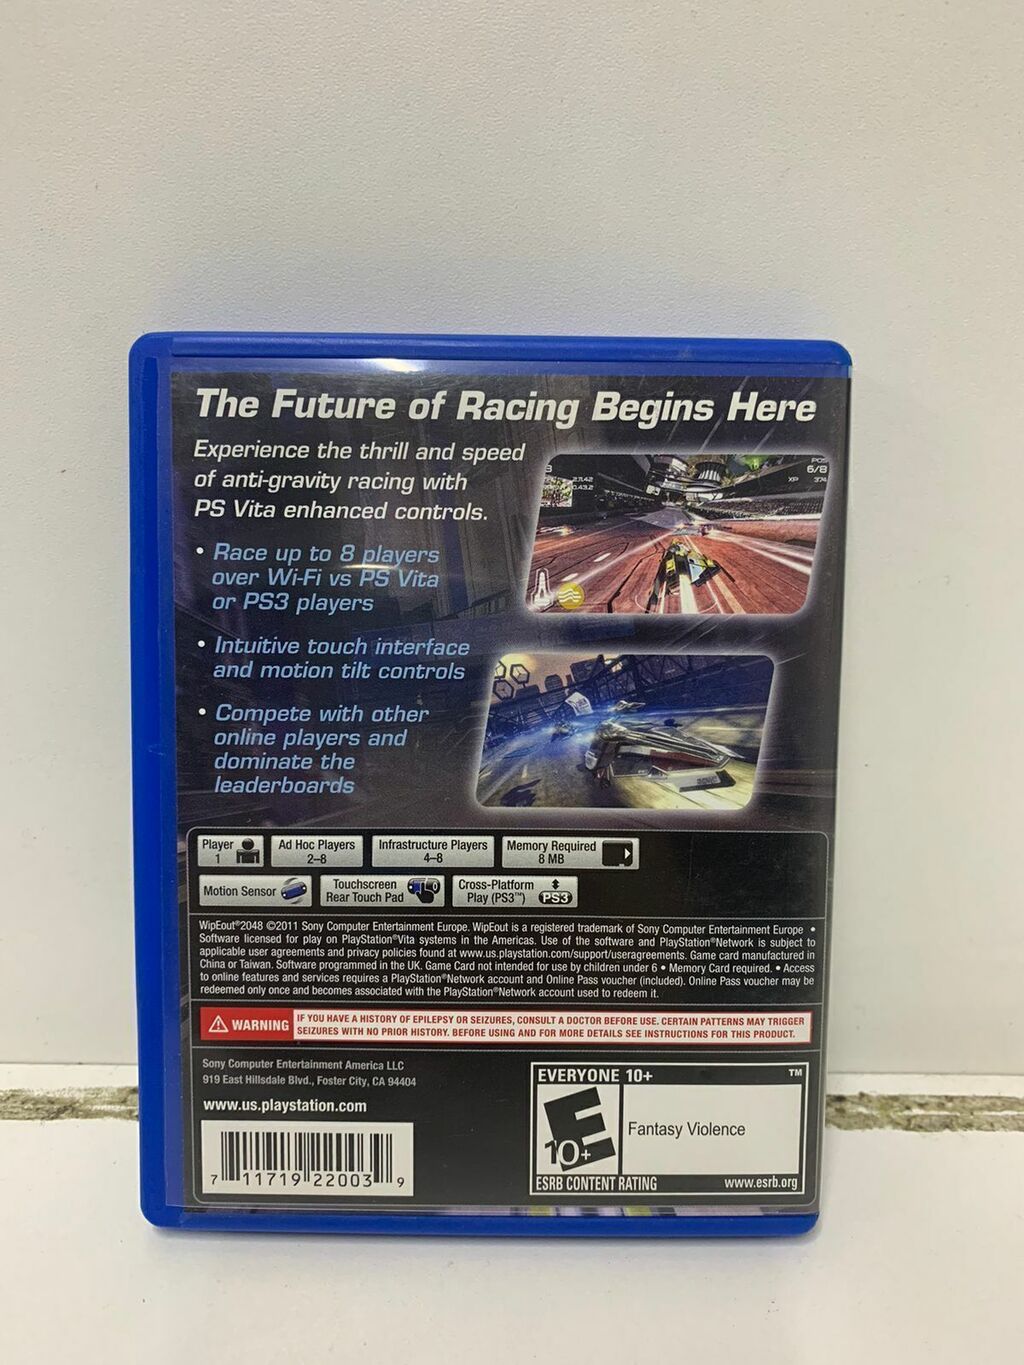 The Future of Racing Begins Here
Experience the thrill and speed
of anti-gravity racing with
PS Vita enhanced controls.
• Race up to 8 players
over Wi-Fi vs PS Vita
or PS3 players
• Intuitive touch interface
and motion tilt controls
• Compete with other
online players and
dominate the
leaderboards
POS
6/8
XP 374
Player
1
Ad Hoc Players
2–8
Infrastructure Players
4–8
Memory Required
8 MB
Motion Sensor
Touchscreen
Rear Touch Pad
Cross-Platform
Play (PS3™)
PS3
WipEout®2048 ©2011 Sony Computer Entertainment Europe. WipEout is a registered trademark of Sony Computer Entertainment Europe •
Software licensed for play on PlayStation®Vita systems in the Americas. Use of the software and PlayStation®Network is subject to
applicable user agreements and privacy policies found at www.us.playstation.com/support/useragreements. Game card manufactured in
China or Taiwan. Software programmed in the UK. Game Card not intended for use by children under 6 • Memory Card required. • Access
to online features and services requires a PlayStation®Network account and Online Pass voucher (included). Online Pass voucher may be
redeemed only once and becomes associated with the PlayStation®Network account used to redeem it.
WARNING
IF YOU HAVE A HISTORY OF EPILEPSY OR SEIZURES, CONSULT A DOCTOR BEFORE USE. CERTAIN PATTERNS MAY TRIGGER
SEIZURES WITH NO PRIOR HISTORY. BEFORE USING AND FOR MORE DETAILS SEE INSTRUCTIONS FOR THIS PRODUCT.
Sony Computer Entertainment America LLC
919 East Hillsdale Blvd., Foster City, CA 94404
www.us.playstation.com
7 11719 22003 9
EVERYONE 10+ ™
E
10+
Fantasy Violence
ESRB CONTENT RATING www.esrb.org